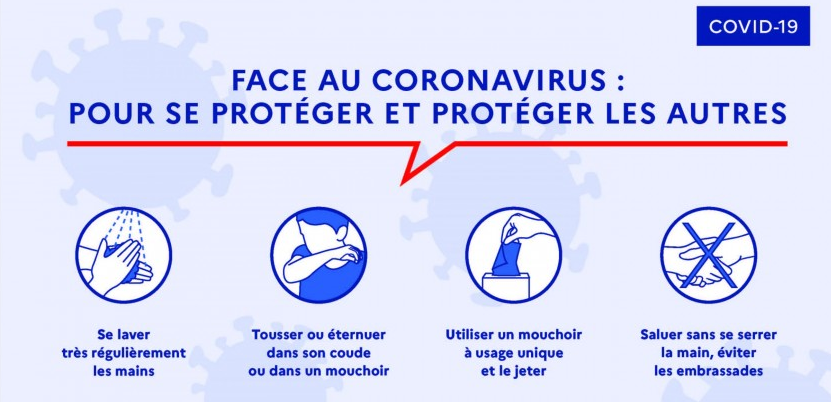 COVID-19
FACE AU CORONAVIRUS :
POUR SE PROTÉGER ET PROTÉGER LES AUTRES
Se laver
très régulièrement
les mains
Tousser ou éternuer
dans son coude
ou dans un mouchoir
Utiliser un mouchoir
à usage unique
et le jeter
Saluer sans se serrer
la main, éviter
les embrassades